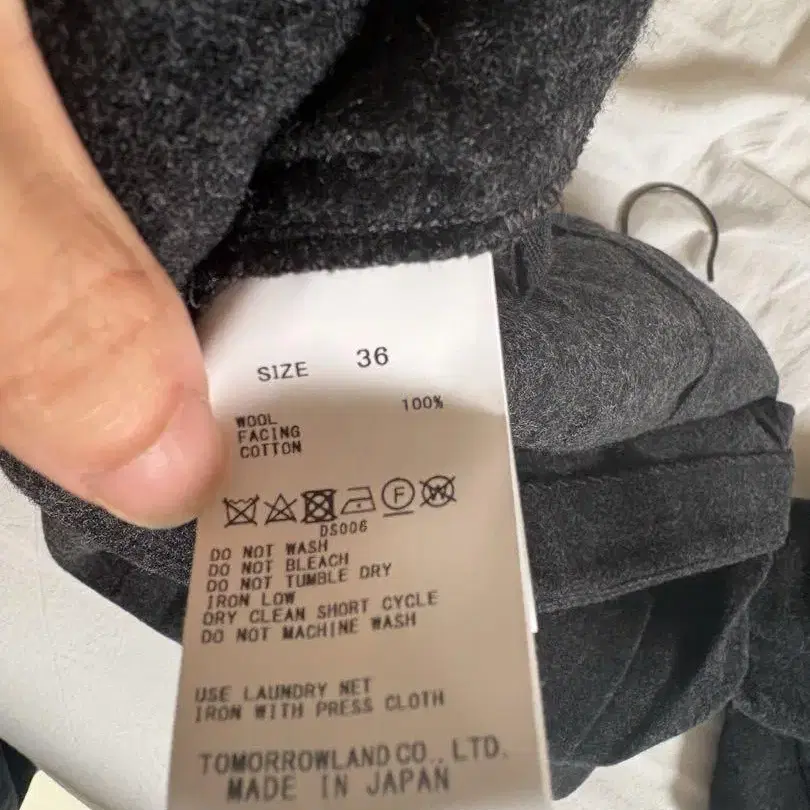 SIZE 36
100%
WOOL
FACING
COTTON
F W
DS006
DO NOT WASH
DO NOT BLEACH
DO NOT TUMBLE DRY
IRON LOW
DRY CLEAN SHORT CYCLE
DO NOT MACHINE WASH
USE LAUNDRY NET
IRON WITH PRESS CLOTH
TOMORROWLAND CO., LTD.
MADE IN JAPAN